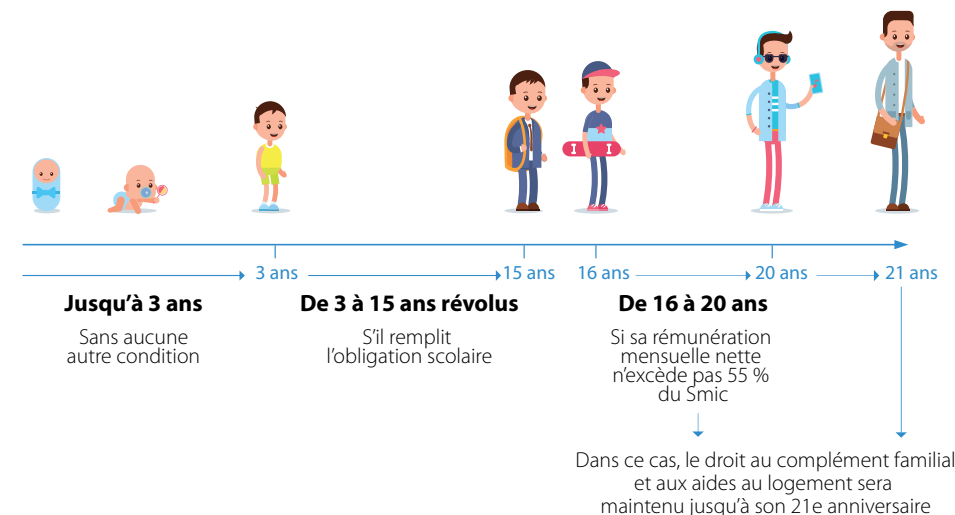 3 ans
15 ans
16 ans
20 ans
21 ans
Jusqu'à 3 ans
Sans aucune
autre condition
De 3 à 15 ans révolus
S'il remplit
l'obligation scolaire
De 16 à 20 ans
Si sa rémunération
mensuelle nette
n'excède pas 55 %
du Smic
Dans ce cas, le droit au complément familial
et aux aides au logement sera
maintenu jusqu'à son 21e anniversaire